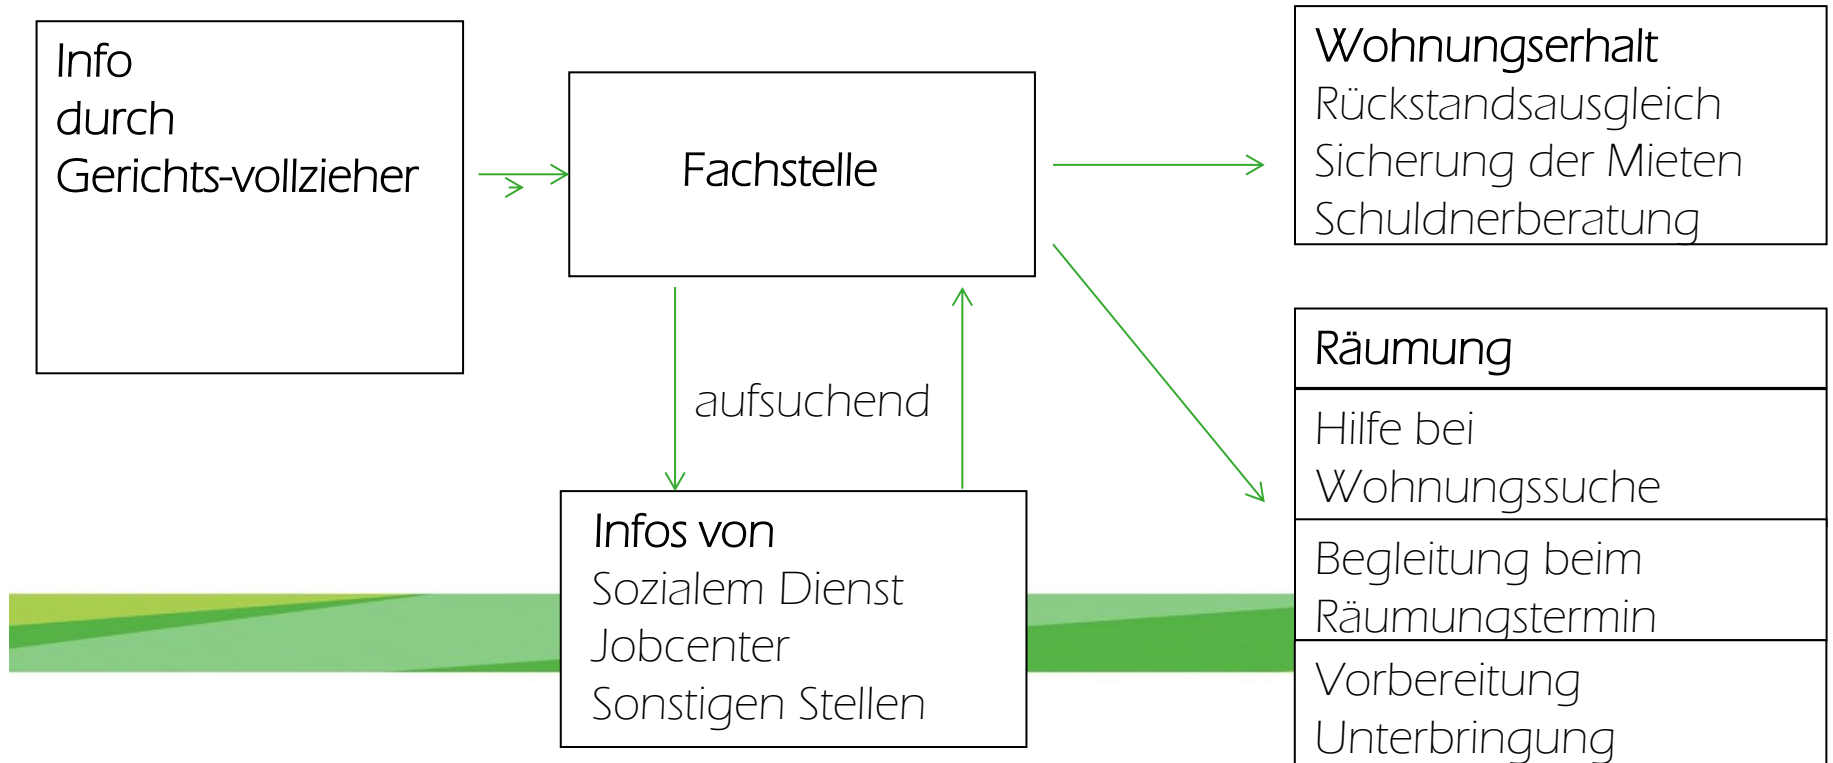 Info
durch
Gerichts-vollzieher
Fachstelle
aufsuchend
Infos von
Sozialem Dienst
Jobcenter
Sonstigen Stellen
Wohnungserhalt
Rückstandsausgleich
Sicherung der Mieten
Schuldnerberatung
Räumung
Hilfe bei
Wohnungssuche
Begleitung beim
Räumungstermin
Vorbereitung
Unterbringung